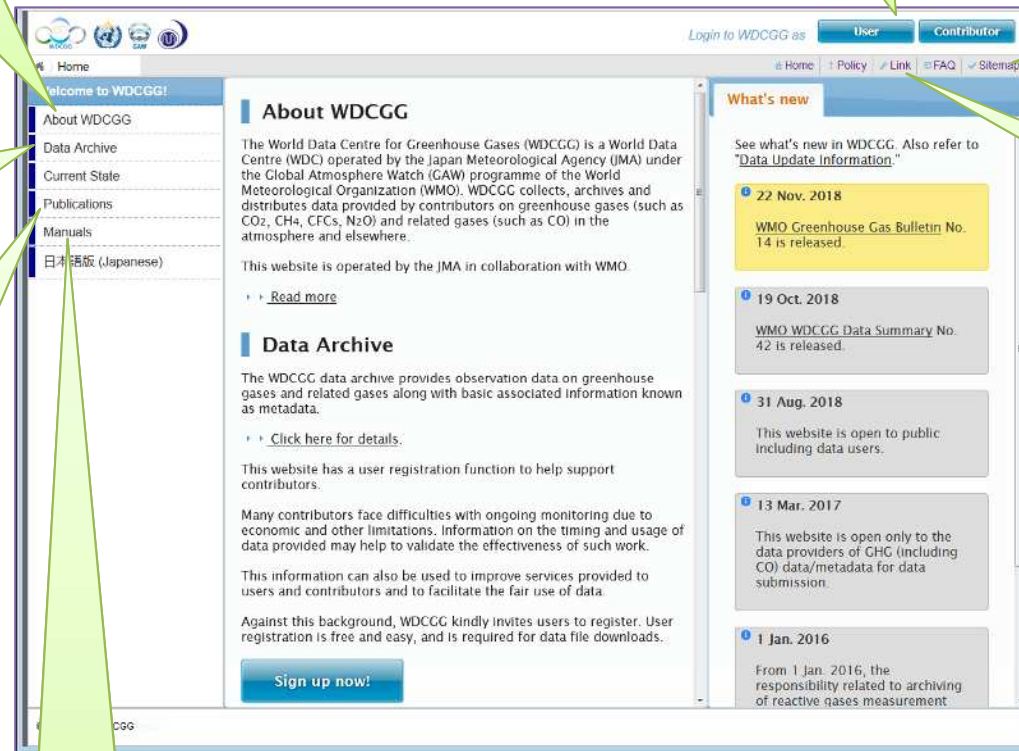 WDCGG
GAW
Login to WDCGG as
User
Contributor
Home
Home
Policy
Link
FAQ
Sitemap
Welcome to WDCGG!
About WDCGG
Data Archive
Current State
Publications
Manuals
日本語版 (Japanese)
About WDCGG
The World Data Centre for Greenhouse Gases (WDCGG) is a World Data
Centre (WDC) operated by the Japan Meteorological Agency (JMA) under
the Global Atmosphere Watch (GAW) programme of the World
Meteorological Organization (WMO). WDCGG collects, archives and
distributes data provided by contributors on greenhouse gases (such as
CO2, CH4, CFCs, N2O) and related gases (such as CO) in the
atmosphere and elsewhere.
This website is operated by the JMA in collaboration with WMO.
Read more
Data Archive
The WDCGG data archive provides observation data on greenhouse
gases and related gases along with basic associated information known
as metadata.
Click here for details.
This website has a user registration function to help support
contributors.
Many contributors face difficulties with ongoing monitoring due to
economic and other limitations. Information on the timing and usage of
data provided may help to validate the effectiveness of such work.
This information can also be used to improve services provided to
users and contributors and to facilitate the fair use of data.
Against this background, WDCGG kindly invites users to register. User
registration is free and easy, and is required for data file downloads.
Sign up now!
What's new
See what's new in WDCGG. Also refer to
"Data Update Information."
22 Nov. 2018
WMO Greenhouse Gas Bulletin No.
14 is released.
19 Oct. 2018
WMO WDCGG Data Summary No.
42 is released.
31 Aug. 2018
This website is open to public
including data users.
13 Mar. 2017
This website is open only to the
data providers of GHG (including
CO) data/metadata for data
submission.
1 Jan. 2016
From 1 Jan. 2016, the
responsibility related to archiving
of reactive gases measurement
CGG